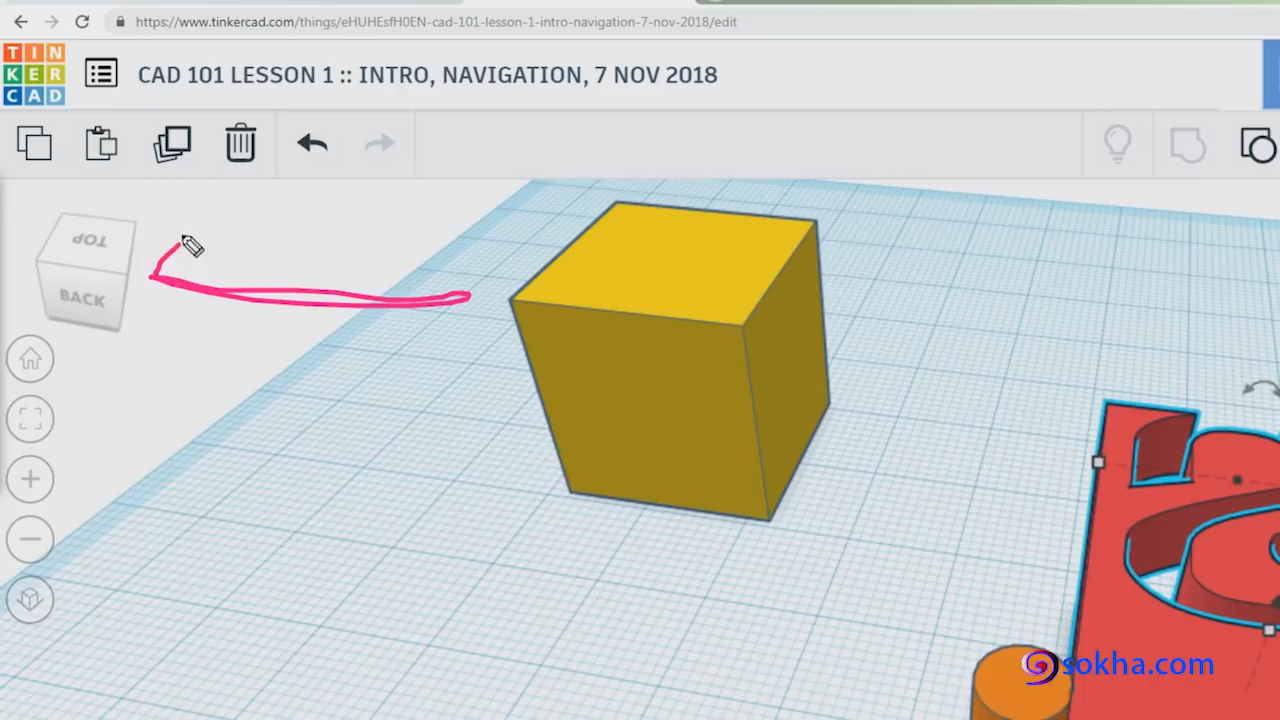 https://www.tinkercad.com/things/eHUHEsfH0EN-cad-101-lesson-1-intro-navigation-7-nov-2018/edit
TIN
KER
CAD
CAD 101 LESSON 1 :: INTRO, NAVIGATION, 7 NOV 2018
TOP
BACK
sokha.com